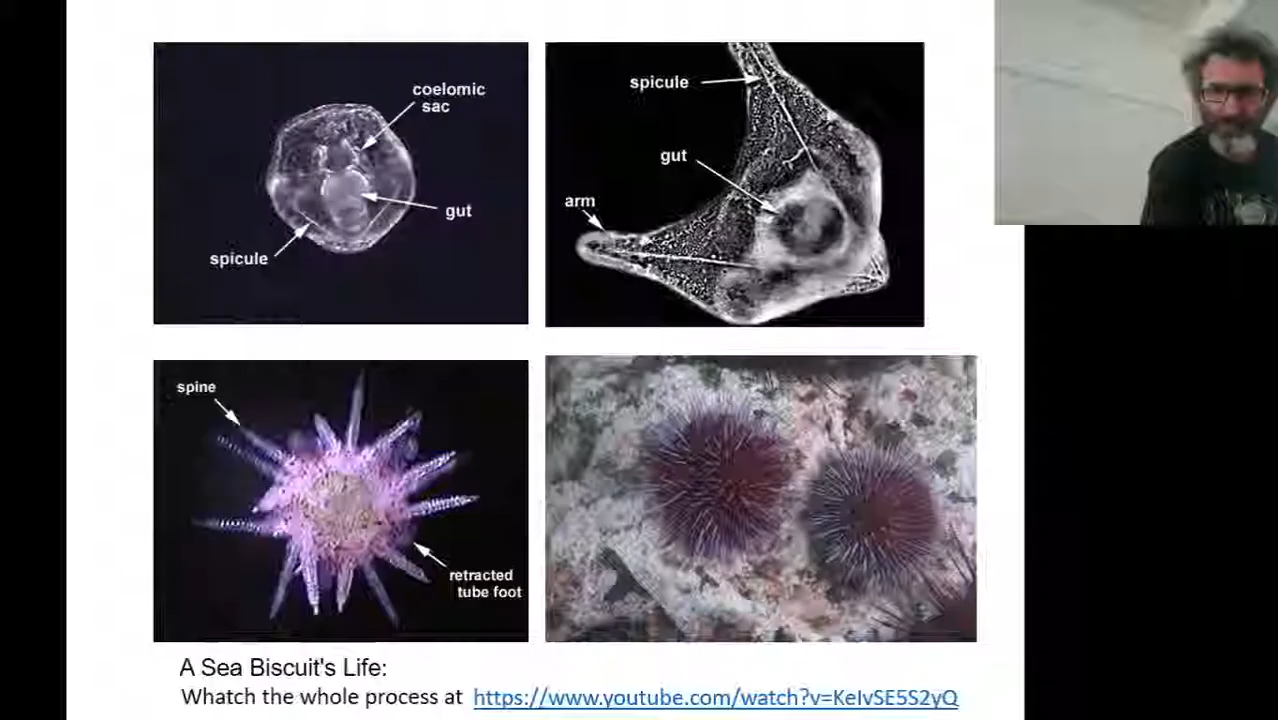 coelomic
sac
gut
spicule
spicule
gut
arm
spine
retracted
tube foot
A Sea Biscuit's Life:
Whatch the whole process at https://www.youtube.com/watch?v=KeIvSE5S2yQ